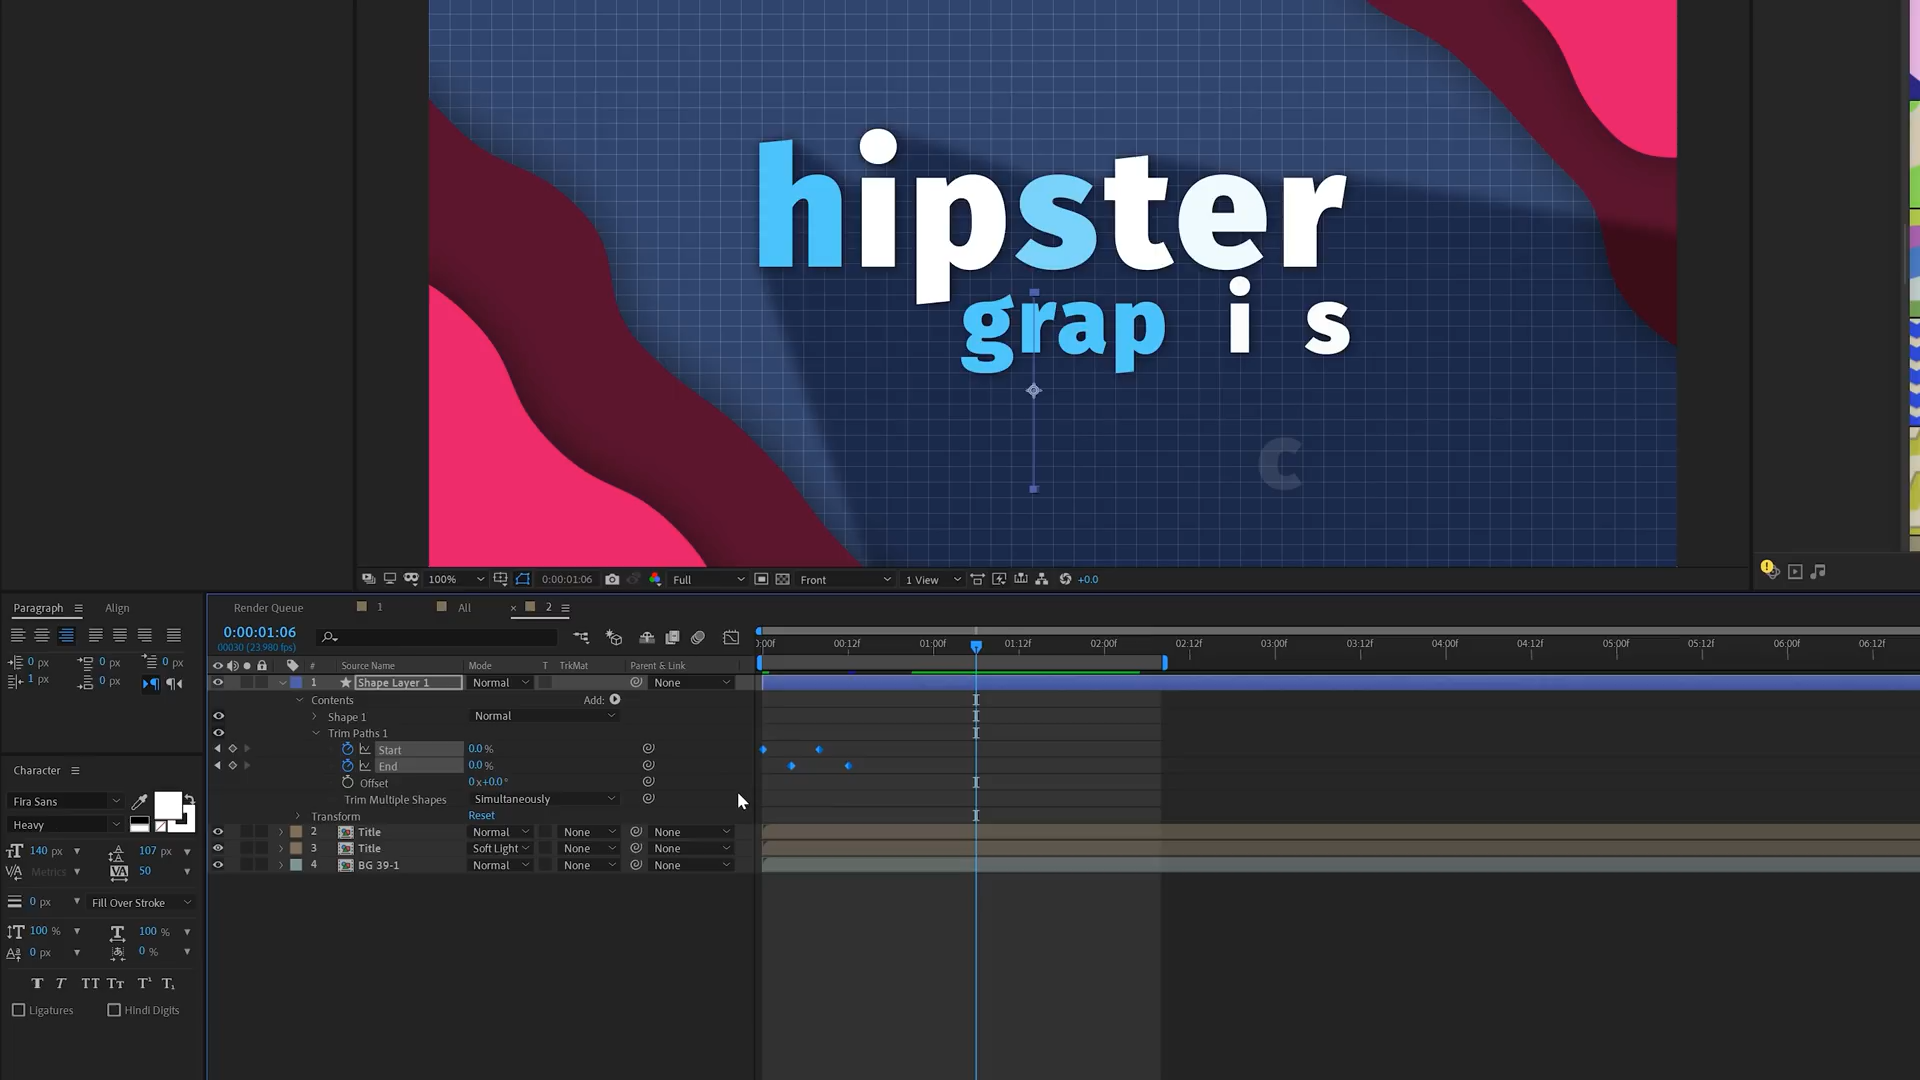 hipster
grap i s
c
100%
0:00:01:06
Full
Front
1 View
+0.0
Paragraph
Align
0 px
0 px
0 px
1 px
0 px
Character
Fira Sans
Heavy
140 px
107 px
Metrics
50
0 px
Fill Over Stroke
100 %
100 %
0 px
0 %
T T TT Tт T¹ T₁
Ligatures
Hindi Digits
Render Queue
1
All
× 2
0:00:01:06
00030 (23.980 fps)
:00f 00:12f 01:00f 01:12f 02:00f 02:12f 03:00f 03:12f 04:00f 04:12f 05:00f 05:12f 06:00f 06:12f
# Source Name Mode T TrkMat Parent & Link
1 Shape Layer 1 Normal None
Contents Add:
Shape 1 Normal
Trim Paths 1
Start 0.0 %
End 0.0 %
Offset 0 x+0.0°
Trim Multiple Shapes Simultaneously
Transform Reset
2 Title Normal None None
3 Title Soft Light None None
4 BG 39-1 Normal None None